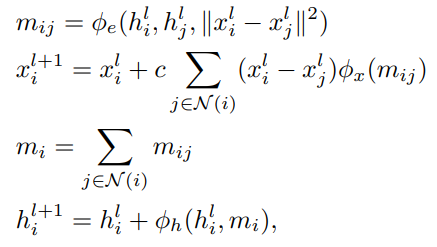 m_{ij} = \phi_e(h_i^l, h_j^l, \|x_i^l - x_j^l\|^2)
x_i^{l+1} = x_i^l + c \sum_{j \in \mathcal{N}(i)} (x_i^l - x_j^l) \phi_x(m_{ij})
m_i = \sum_{j \in \mathcal{N}(i)} m_{ij}
h_i^{l+1} = h_i^l + \phi_h(h_i^l, m_i),